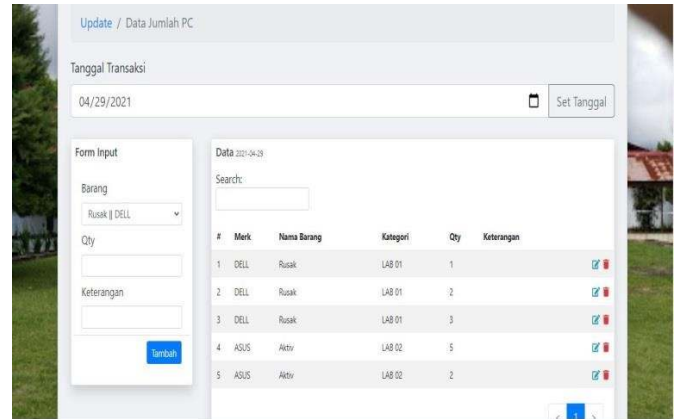 Update / Data Jumlah PC
Tanggal Transaksi
04/29/2021
Set Tanggal
Form Input
Barang
Rusak || DELL
Qty
Keterangan
Tambah
Data 2021-04-29
Search:
# Merk Nama Barang Kategori Qty Keterangan
1 DELL Rusak LAB 01 1
2 DELL Rusak LAB 01 2
3 DELL Rusak LAB 01 3
4 ASUS Aktiv LAB 02 5
5 ASUS Aktiv LAB 02 2
< 1 >